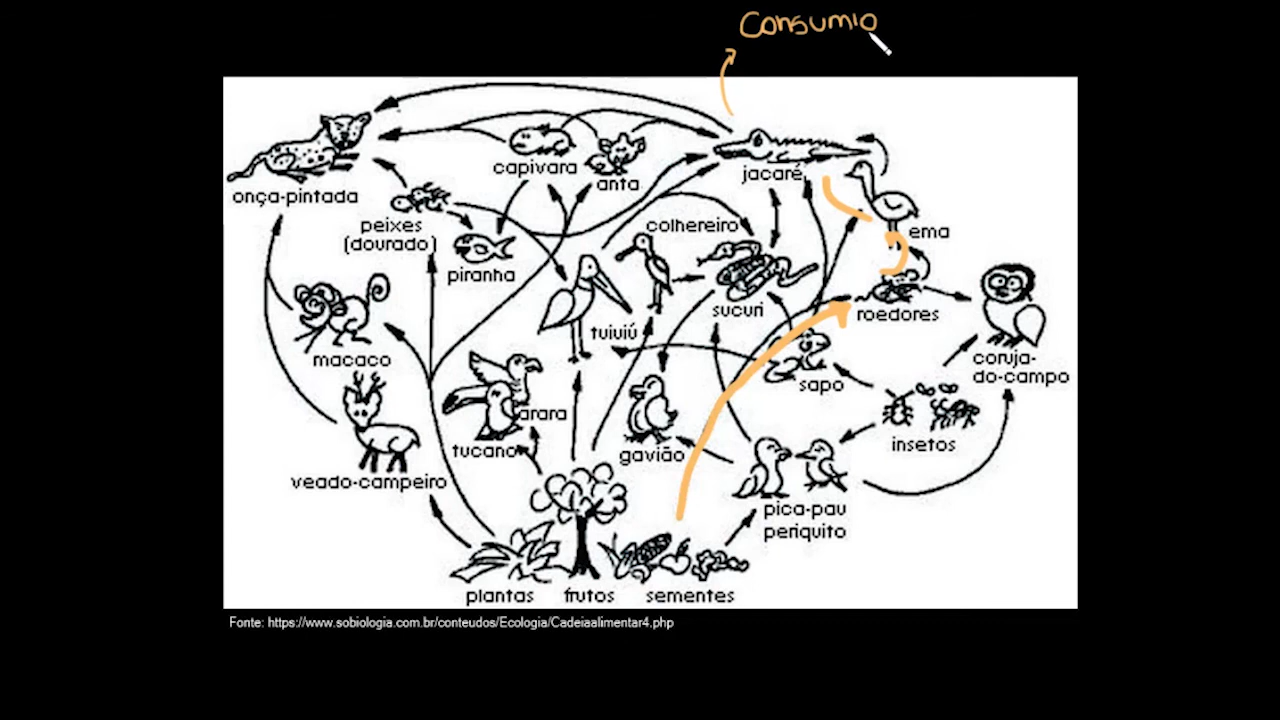 Consumio
capivara
anta
jacaré
onça-pintada
peixes
(dourado)
piranha
colhereiro
ema
sucuri
roedores
tuiuiú
macaco
sapo
coruja-
do-campo
arara
tucano
gavião
insetos
veado-campeiro
pica-pau
periquito
plantas
frutos
sementes
Fonte: https://www.sobiologia.com.br/conteudos/Ecologia/Cadeiaalimentar4.php